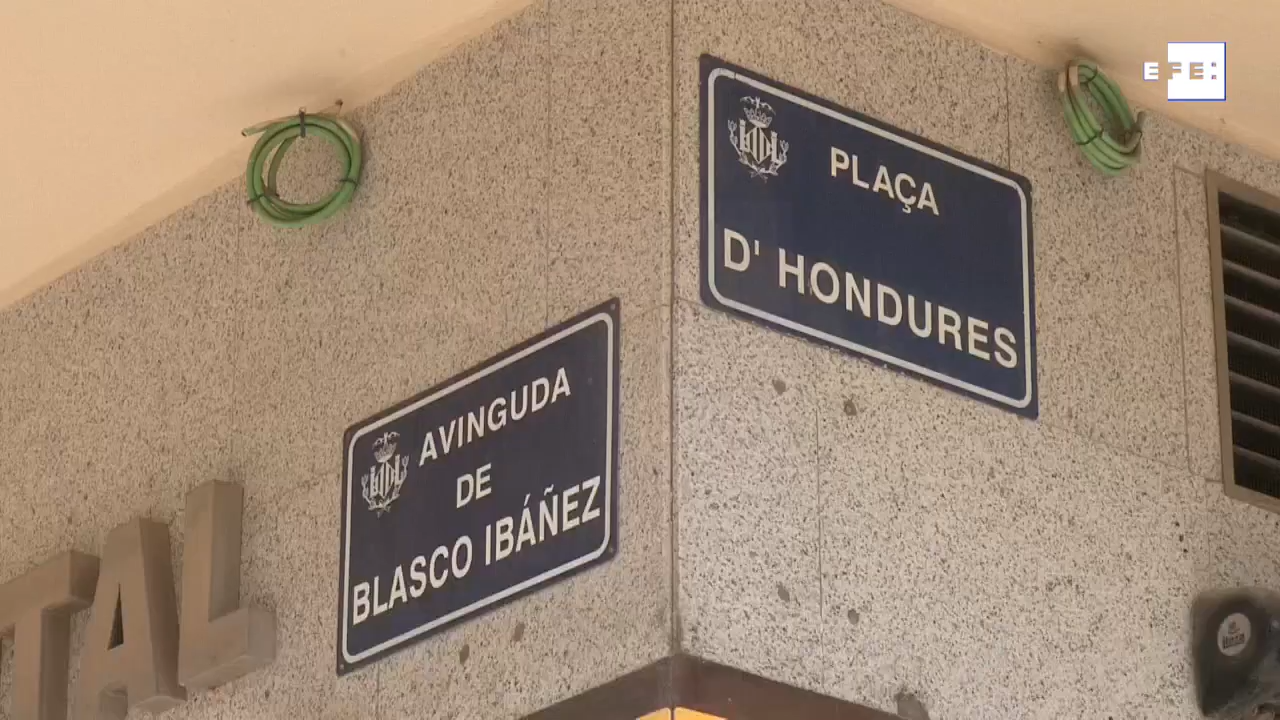 EFE:
PLAÇA
D' HONDURES
AVINGUDA
DE
BLASCO IBÁÑEZ
TAL